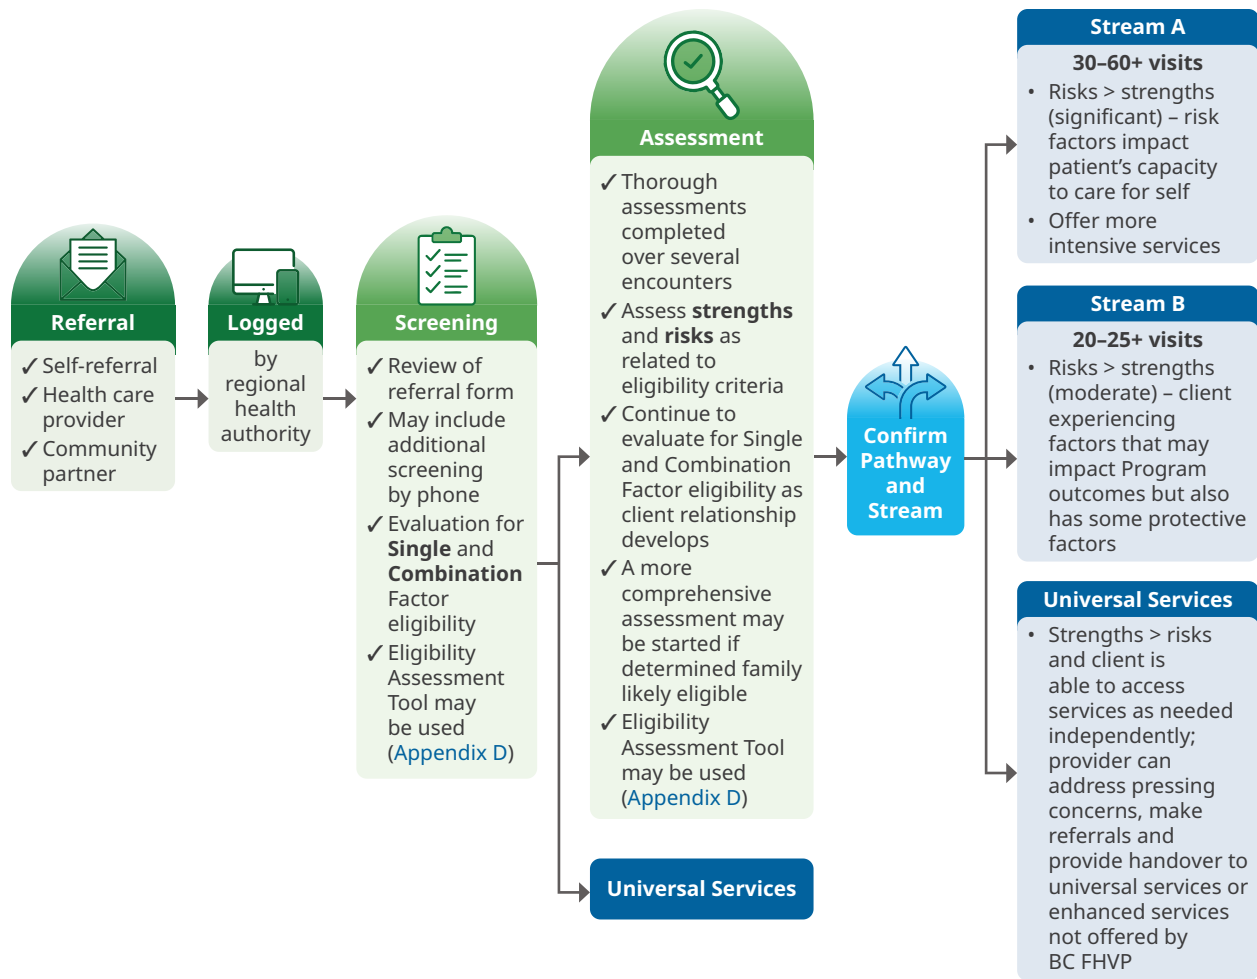 Referral
✓ Self-referral
✓ Health care
provider
✓ Community
partner
Logged
by
regional
health
authority
Screening
✓ Review of
referral form
✓ May include
additional
screening
by phone
✓ Evaluation for
Single and
Combination
Factor
eligibility
✓ Eligibility
Assessment
Tool may
be used
(Appendix D)
Assessment
✓ Thorough
assessments
completed
over several
encounters
✓ Assess strengths
and risks as
related to
eligibility criteria
✓ Continue to
evaluate for Single
and Combination
Factor eligibility as
client relationship
develops
✓ A more
comprehensive
assessment may
be started if
determined family
likely eligible
✓ Eligibility
Assessment Tool
may be used
(Appendix D)
Universal Services
Confirm
Pathway
and
Stream
Stream A
30–60+ visits
• Risks > strengths
(significant) – risk
factors impact
patient’s capacity
to care for self
• Offer more
intensive services
Stream B
20–25+ visits
• Risks > strengths
(moderate) – client
experiencing
factors that may
impact Program
outcomes but also
has some protective
factors
Universal Services
• Strengths > risks
and client is
able to access
services as needed
independently;
provider can
address pressing
concerns, make
referrals and
provide handover to
universal services or
enhanced services
not offered by
BC FHVP